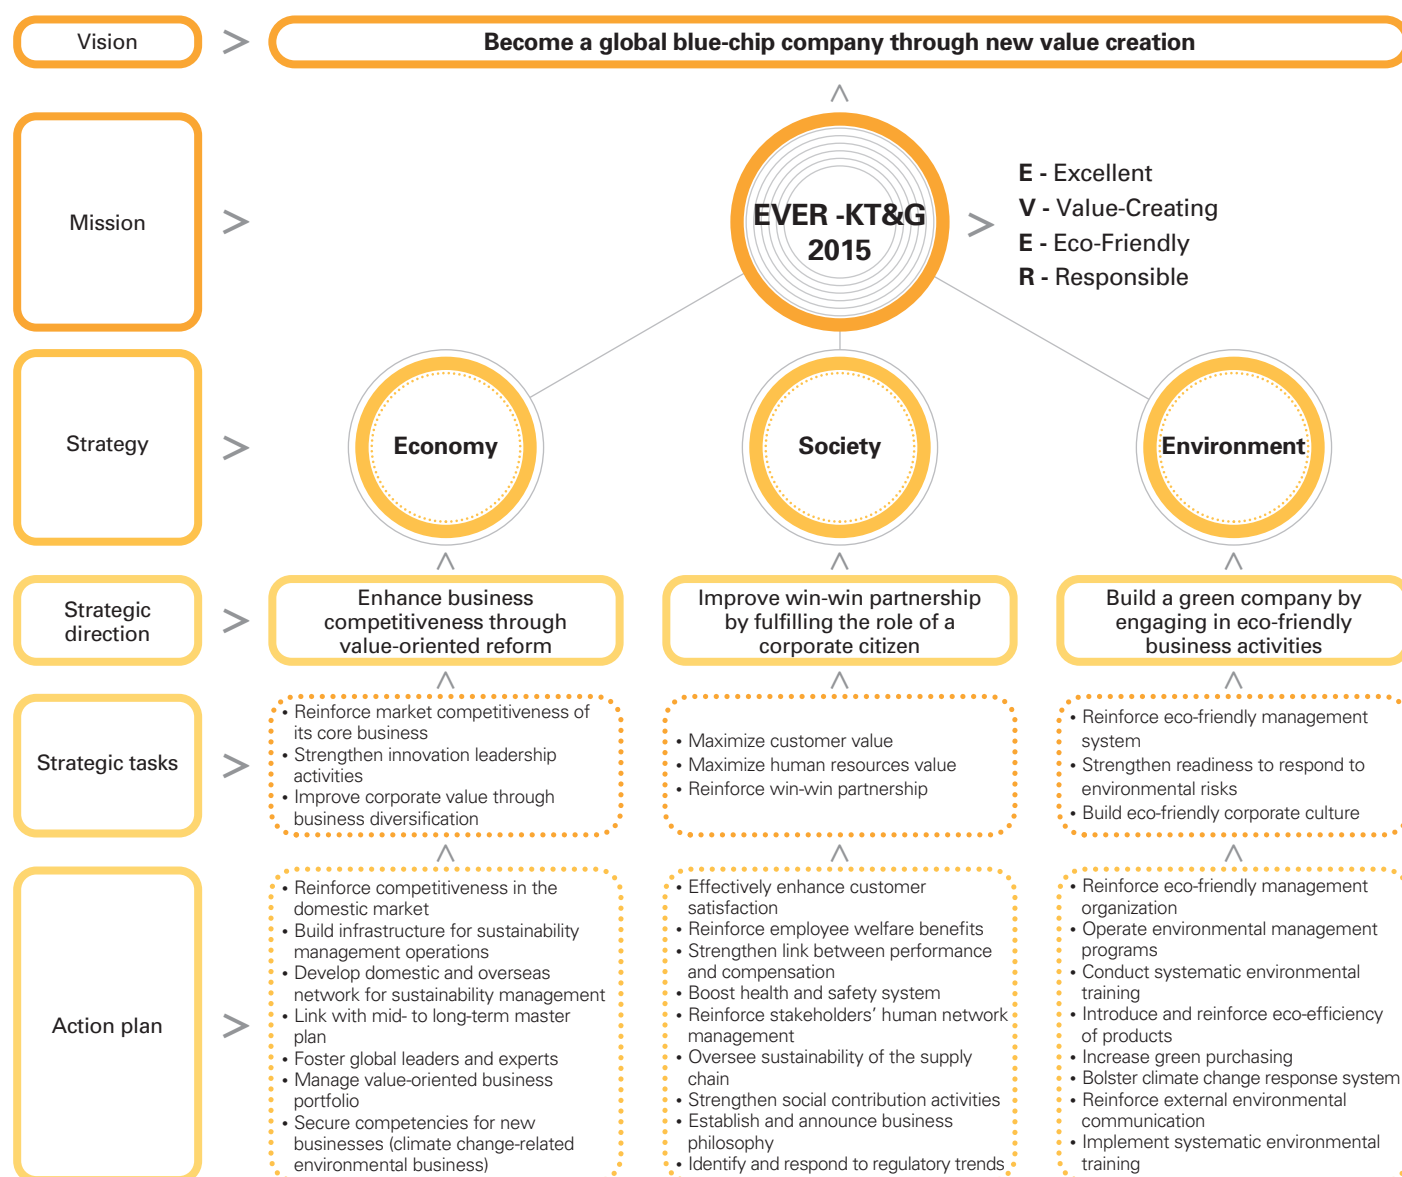 Vision
>
Become a global blue-chip company through new value creation
Mission
>
EVER -KT&G
2015
>
E - Excellent
V - Value-Creating
E - Eco-Friendly
R - Responsible
Strategy
>
Economy
Society
Environment
Strategic
direction
>
Enhance business
competitiveness through
value-oriented reform
Improve win-win partnership
by fulfilling the role of a
corporate citizen
Build a green company by
engaging in eco-friendly
business activities
Strategic tasks
>
• Reinforce market competitiveness of
its core business
• Strengthen innovation leadership
activities
• Improve corporate value through
business diversification
• Maximize customer value
• Maximize human resources value
• Reinforce win-win partnership
• Reinforce eco-friendly management
system
• Strengthen readiness to respond to
environmental risks
• Build eco-friendly corporate culture
Action plan
>
• Reinforce competitiveness in the
domestic market
• Build infrastructure for sustainability
management operations
• Develop domestic and overseas
network for sustainability management
• Link with mid- to long-term master
plan
• Foster global leaders and experts
• Manage value-oriented business
portfolio
• Secure competencies for new
businesses (climate change-related
environmental business)
• Effectively enhance customer
satisfaction
• Reinforce employee welfare benefits
• Strengthen link between performance
and compensation
• Boost health and safety system
• Reinforce stakeholders’ human network
management
• Oversee sustainability of the supply
chain
• Strengthen social contribution activities
• Establish and announce business
philosophy
• Identify and respond to regulatory trends
• Reinforce eco-friendly management
organization
• Operate environmental management
programs
• Conduct systematic environmental
training
• Introduce and reinforce eco-efficiency
of products
• Increase green purchasing
• Bolster climate change response system
• Reinforce external environmental
communication
• Implement systematic environmental
training